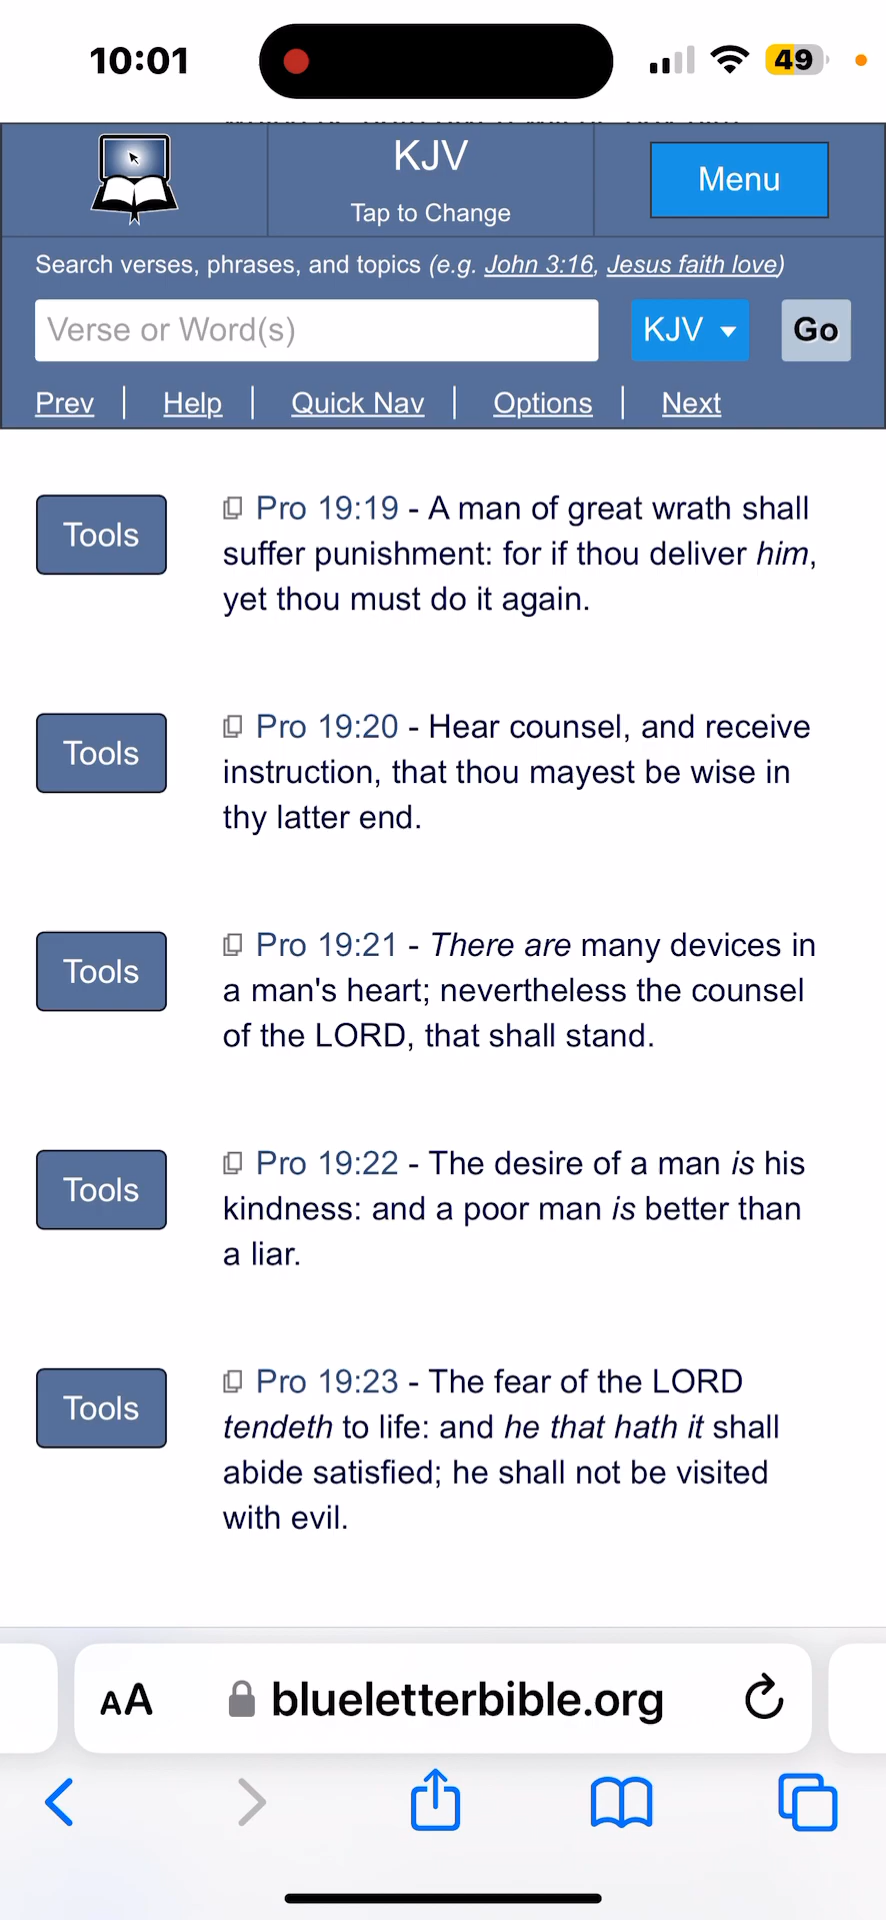 10:01
49
KJV
Tap to Change
Menu
Search verses, phrases, and topics (e.g. John 3:16, Jesus faith love)
Verse or Word(s)
KJV
Go
Prev | Help | Quick Nav | Options | Next
Tools
Pro 19:19 - A man of great wrath shall
suffer punishment: for if thou deliver him,
yet thou must do it again.
Tools
Pro 19:20 - Hear counsel, and receive
instruction, that thou mayest be wise in
thy latter end.
Tools
Pro 19:21 - There are many devices in
a man's heart; nevertheless the counsel
of the LORD, that shall stand.
Tools
Pro 19:22 - The desire of a man is his
kindness: and a poor man is better than
a liar.
Tools
Pro 19:23 - The fear of the LORD
tendeth to life: and he that hath it shall
abide satisfied; he shall not be visited
with evil.
AA
blueletterbible.org